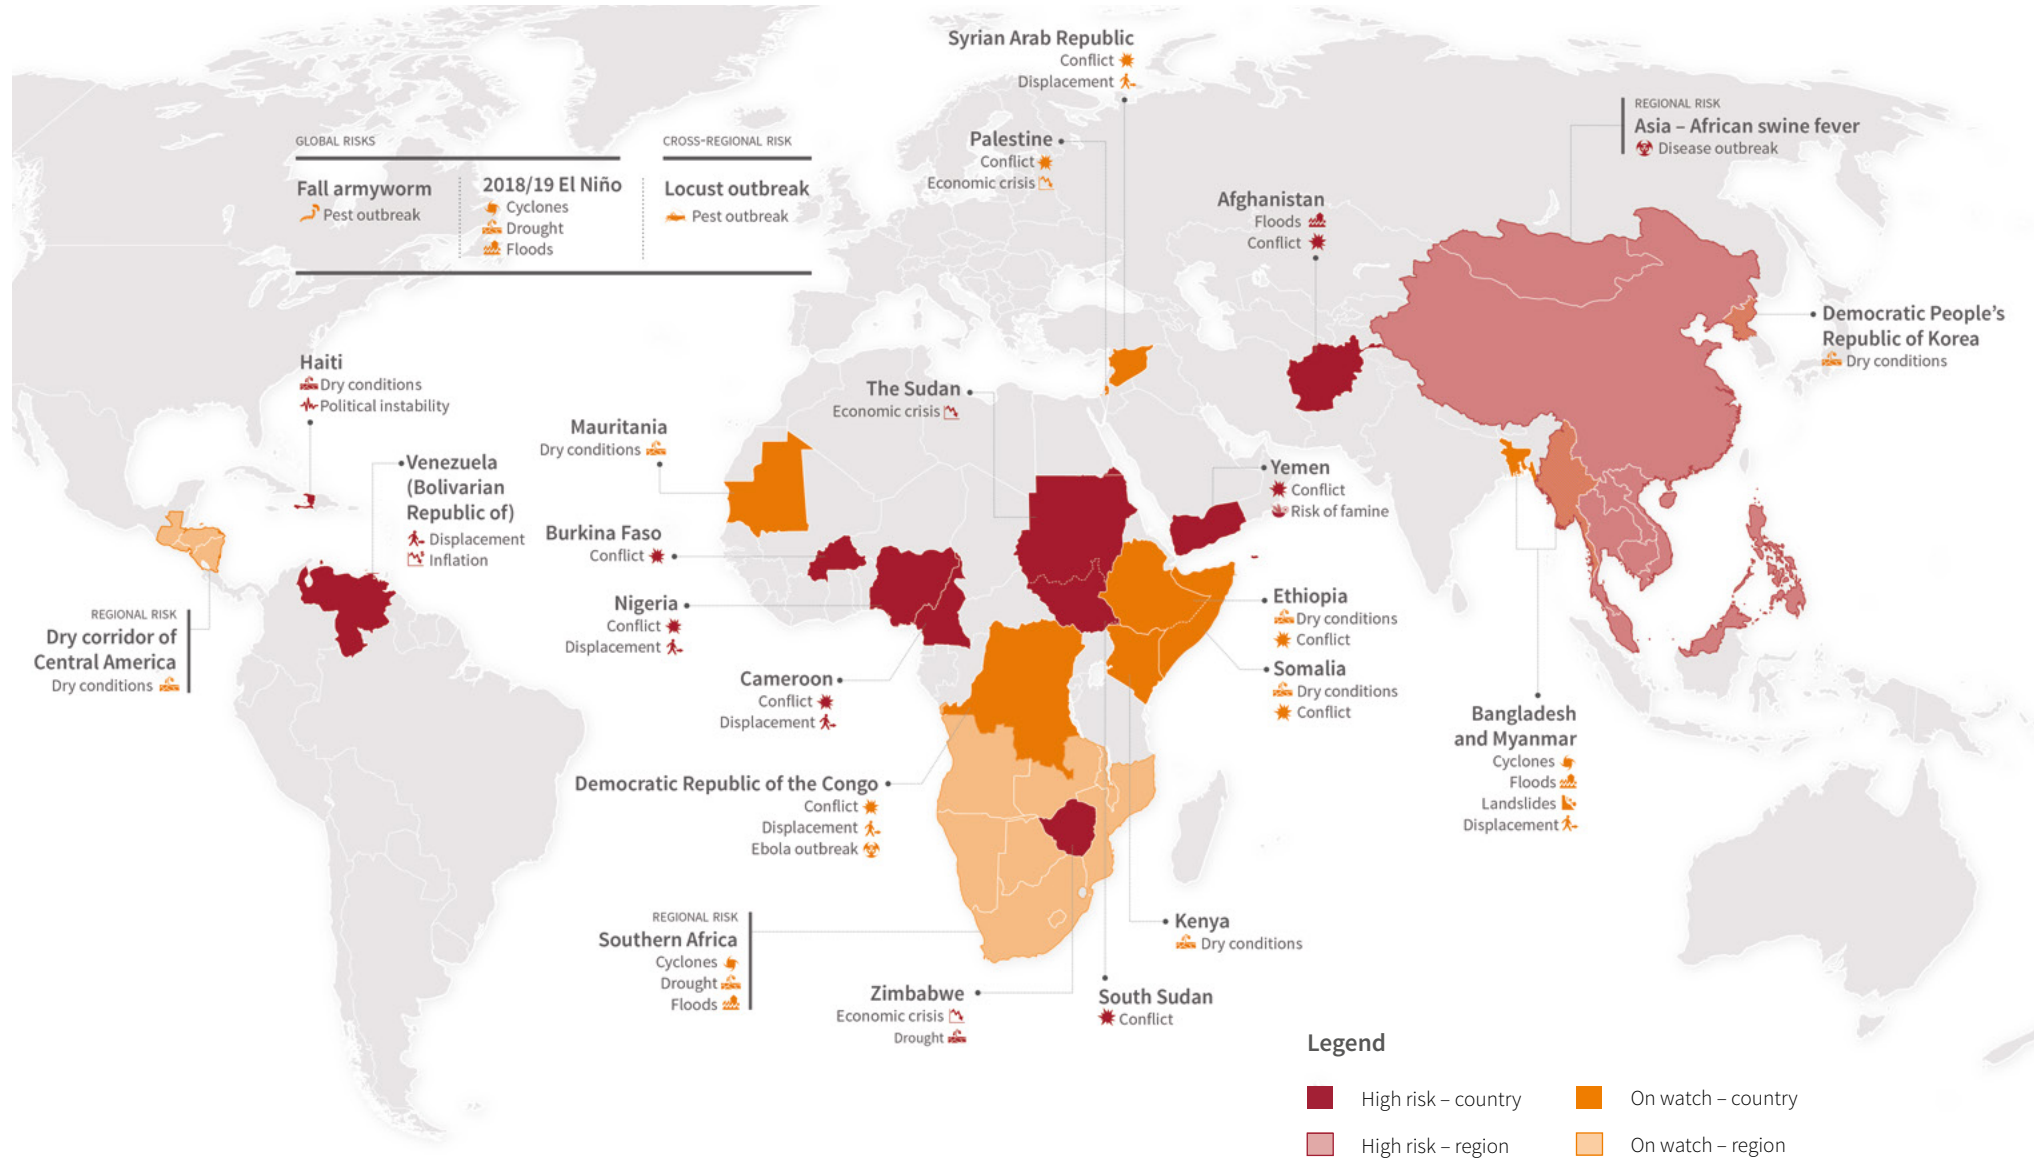 Syrian Arab Republic
Conflict
Displacement
Palestine
Conflict
Economic crisis
GLOBAL RISKS
Fall armyworm
Pest outbreak
2018/19 El Niño
Cyclones
Drought
Floods
CROSS-REGIONAL RISK
Locust outbreak
Pest outbreak
REGIONAL RISK
Asia – African swine fever
Disease outbreak
Afghanistan
Floods
Conflict
Democratic People's
Republic of Korea
Dry conditions
Haiti
Dry conditions
Political instability
The Sudan
Economic crisis
Mauritania
Dry conditions
Venezuela
(Bolivarian
Republic of)
Displacement
Inflation
Yemen
Conflict
Risk of famine
Burkina Faso
Conflict
Nigeria
Conflict
Displacement
Ethiopia
Dry conditions
Conflict
REGIONAL RISK
Dry corridor of
Central America
Dry conditions
Cameroon
Conflict
Displacement
Somalia
Dry conditions
Conflict
Bangladesh
and Myanmar
Cyclones
Floods
Landslides
Displacement
Democratic Republic of the Congo
Conflict
Displacement
Ebola outbreak
REGIONAL RISK
Southern Africa
Cyclones
Drought
Floods
Kenya
Dry conditions
Zimbabwe
Economic crisis
Drought
South Sudan
Conflict
Legend
High risk – country
On watch – country
High risk – region
On watch – region